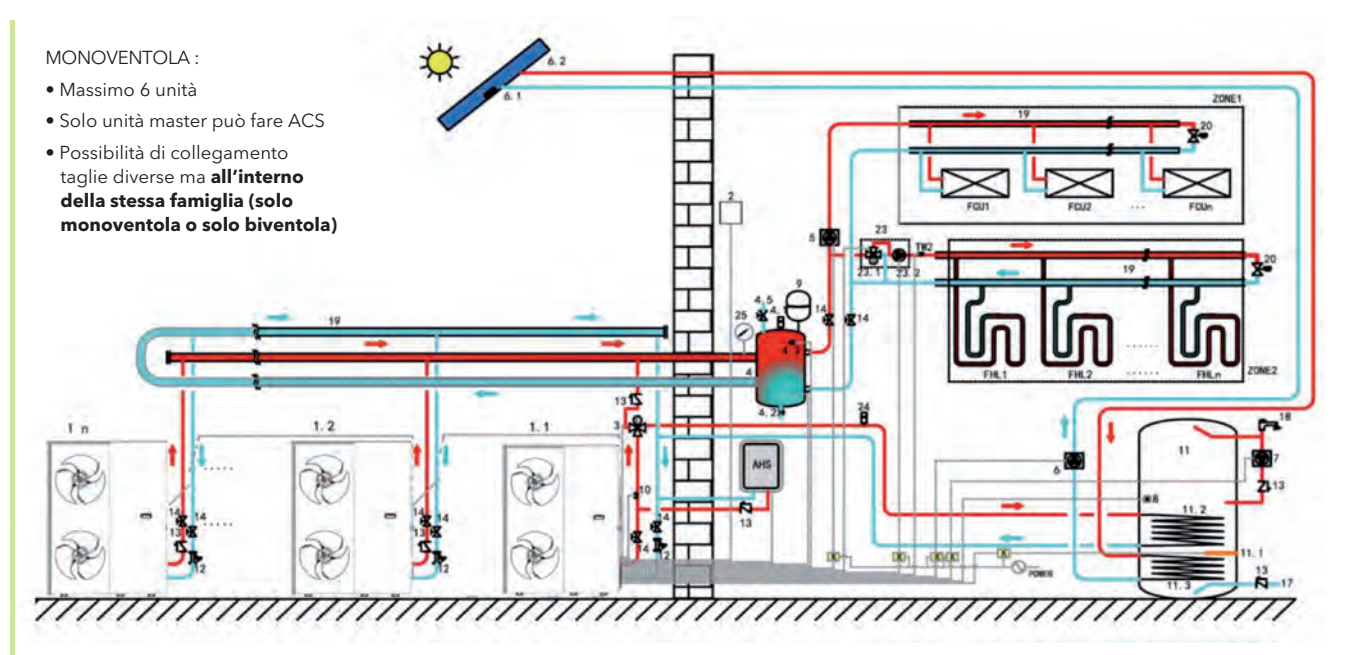 MONOVENTOLA :
• Massimo 6 unità
• Solo unità master può fare ACS
• Possibilità di collegamento
taglie diverse ma all'interno
della stessa famiglia (solo
monoventola o solo biventola)
6.2
6.1
ZONE1
19
20
FCU1
FCU2
...
FCUn
2
5
23
TW2
23.1
23.2
19
20
FHL1
FHL2
......
FHLn
ZONE2
9
4.5
4.
25
14
14
4.
4
4.2
19
13
3
24
1 n
1.2
1.1
AHS
10
13
14
14
13
12
14
14
13
12
14
14
12
.....
.....
K
K
K
K
K
POWER
6
11
18
7
13
8
11.2
11.1
11.3
13
17